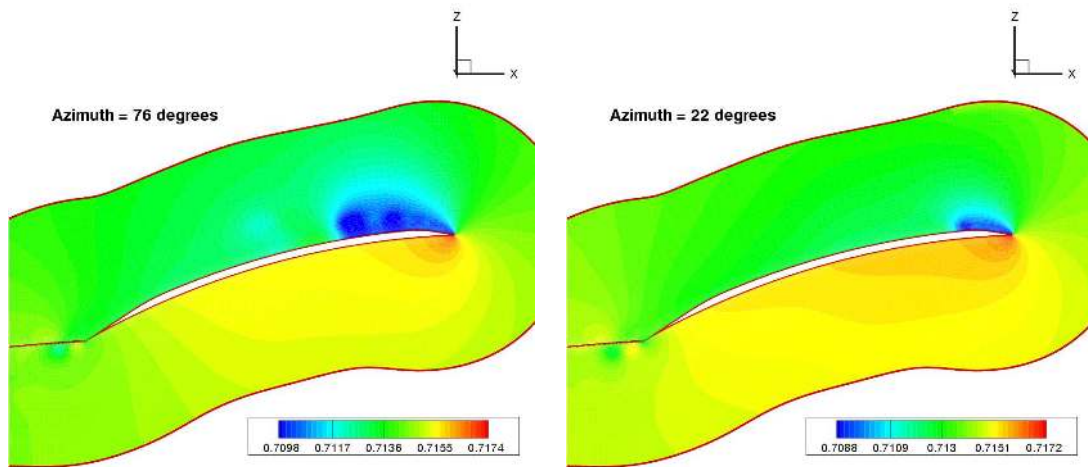 Z
X
Azimuth = 76 degrees
0.7098 0.7117 0.7136 0.7155 0.7174
Z
X
Azimuth = 22 degrees
0.7088 0.7109 0.713 0.7151 0.7172